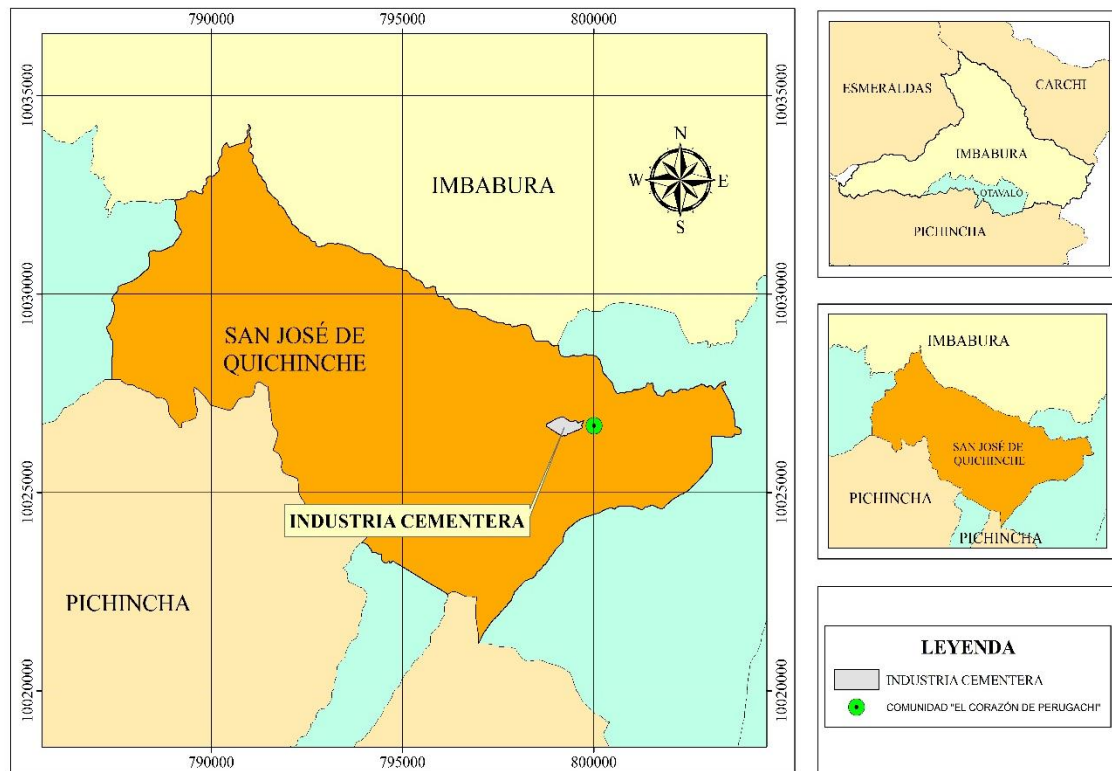 790000
795000
800000
10035000
10030000
10025000
10020000
IMBABURA
N
W
E
S
SAN JOSÉ DE
QUICHINCHE
INDUSTRIA CEMENTERA
PICHINCHA
10035000
10030000
10025000
10020000
790000
795000
800000
ESMERALDAS
CARCHI
IMBABURA
OTAVALO
PICHINCHA
IMBABURA
SAN JOSÉ DE
QUICHINCHE
PICHINCHA
PICHINCHA
LEYENDA
INDUSTRIA CEMENTERA
COMUNIDAD "EL CORAZÓN DE PERUGACHI"